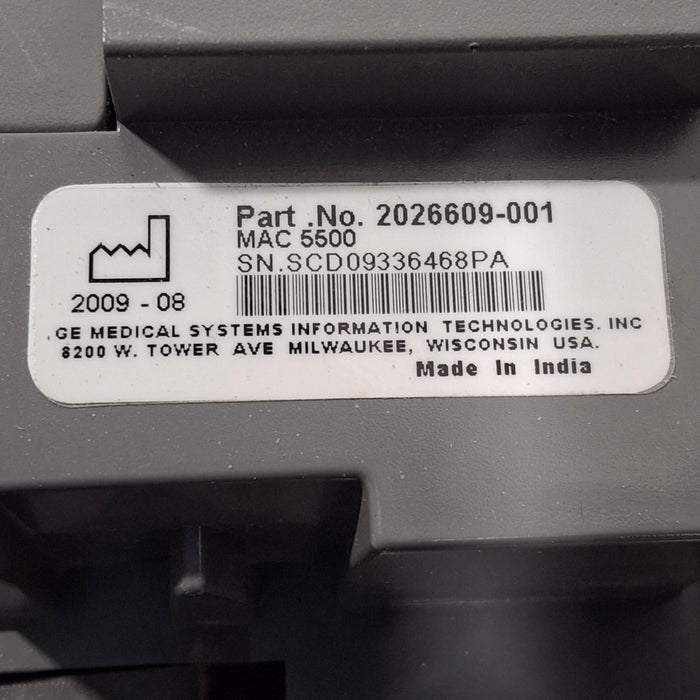 Part .No. 2026609-001
MAC 5500
SN.SCD09336468PA
2009 - 08
GE MEDICAL SYSTEMS INFORMATION TECHNOLOGIES. INC
8200 W. TOWER AVE MILWAUKEE, WISCONSIN USA.
Made In India